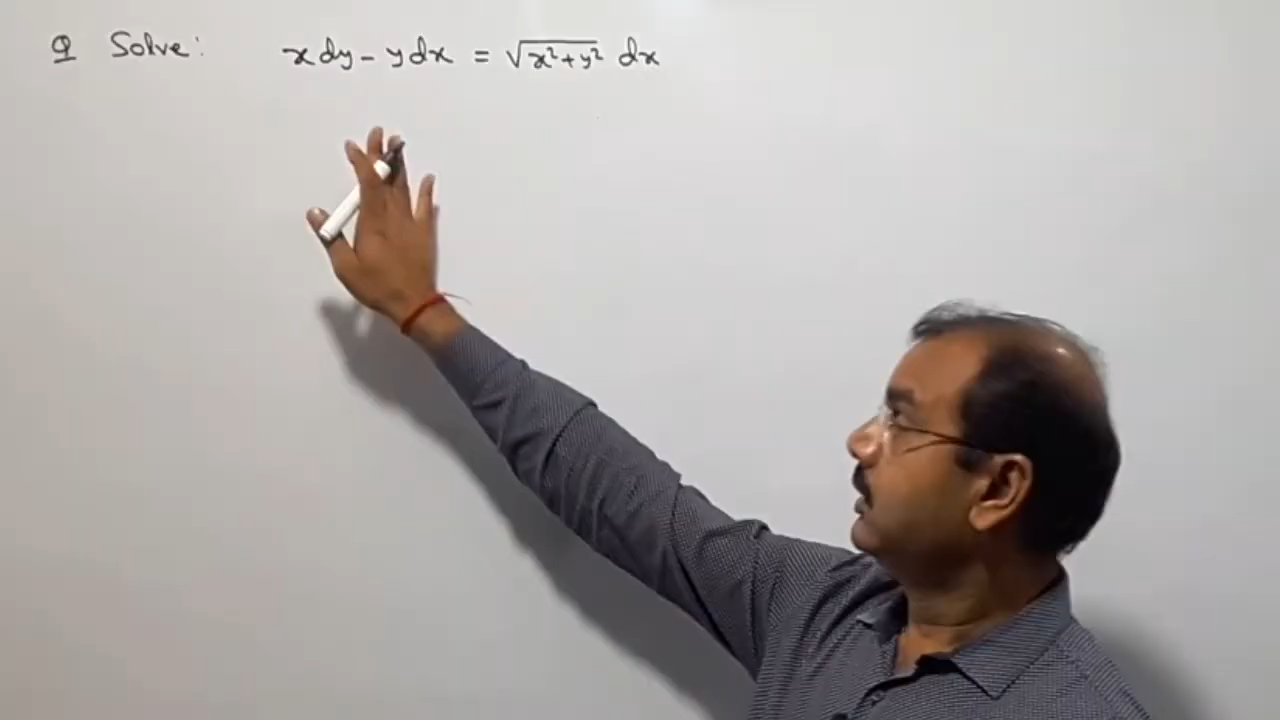 Q Solve: x dy - y dx = √(x²+y²) dx